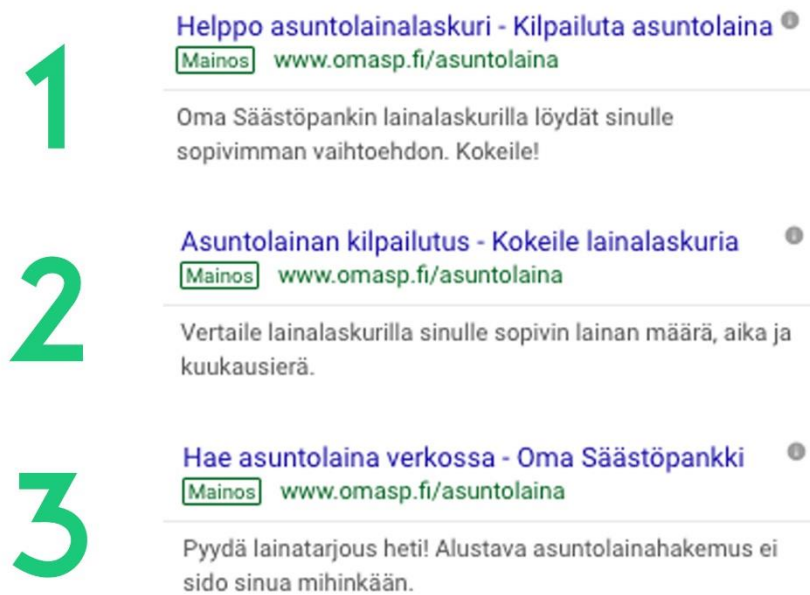 1
Helppo asuntolainalaskuri - Kilpailuta asuntolaina
Mainos www.omasp.fi/asuntolaina
Oma Säästöpankin lainalaskurilla löydät sinulle
sopivimman vaihtoehdon. Kokeile!
2
Asuntolainan kilpailutus - Kokeile lainalaskuria
Mainos www.omasp.fi/asuntolaina
Vertaile lainalaskurilla sinulle sopivin lainan määrä, aika ja
kuukausierä.
3
Hae asuntolaina verkossa - Oma Säästöpankki
Mainos www.omasp.fi/asuntolaina
Pyydä lainatarjous heti! Alustava asuntolainahakemus ei
sido sinua mihinkään.